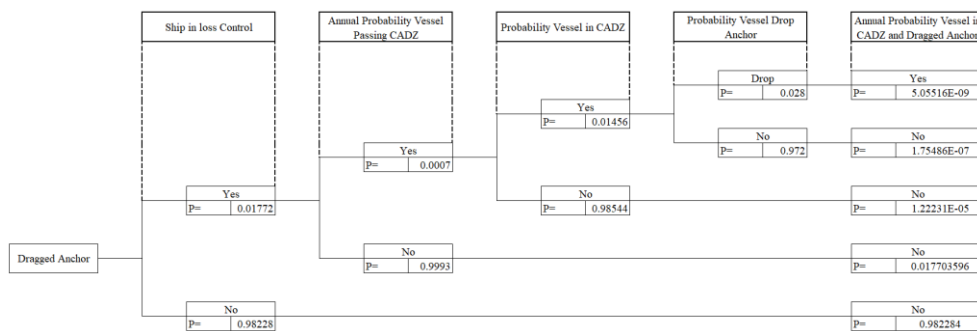 Ship in loss Control
Annual Probability Vessel
Passing CADZ
Probability Vessel in CADZ
Probability Vessel Drop
Anchor
Annual Probability Vessel in
CADZ and Dragged Anchor
Drop
P= 0.028
Yes
P= 5.05516E-09
Yes
P= 0.01456
No
P= 0.972
No
P= 1.75486E-07
Yes
P= 0.0007
Yes
P= 0.01772
No
P= 0.98544
No
P= 1.22231E-05
Dragged Anchor
No
P= 0.9993
No
P= 0.017703596
No
P= 0.98228
No
P= 0.982284